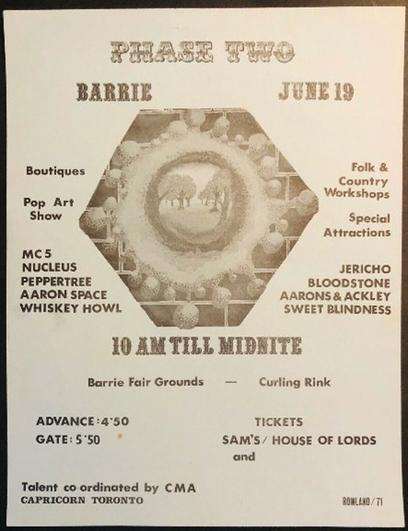 PHASE TWO
BARRIE
JUNE 19
Boutiques
Pop Art
Show
Folk &
Country
Workshops
Special
Attractions
MC5
NUCLEUS
PEPPERTREE
AARON SPACE
WHISKEY HOWL
JERICHO
BLOODSTONE
AARONS & ACKLEY
SWEET BLINDNESS
10 AM TILL MIDNITE
Barrie Fair Grounds — Curling Rink
ADVANCE:4'50
GATE: 5'50
TICKETS
SAM'S/ HOUSE OF LORDS
and
Talent co ordinated by CMA
CAPRICORN TORONTO
ROWLAND/71